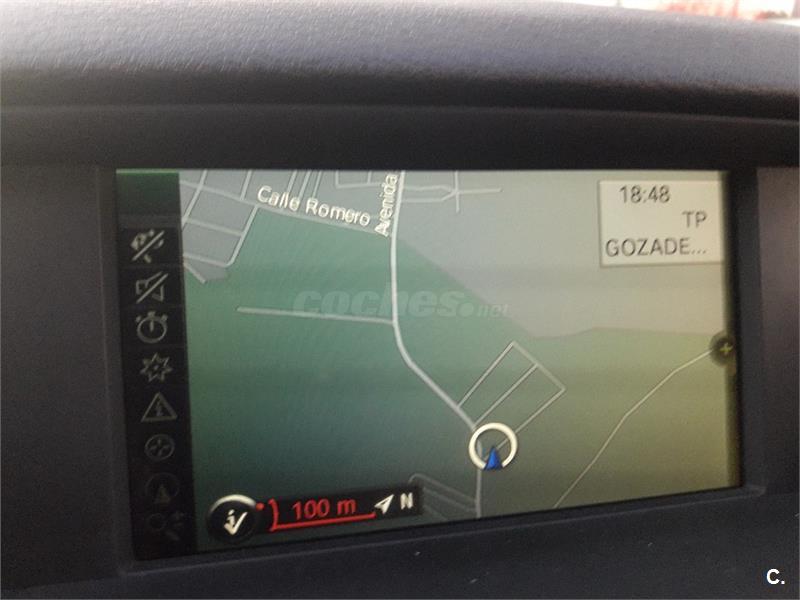 Calle Romero
Avenida
18:48
TP
GOZADE...
coches.net
100 m
N
C.